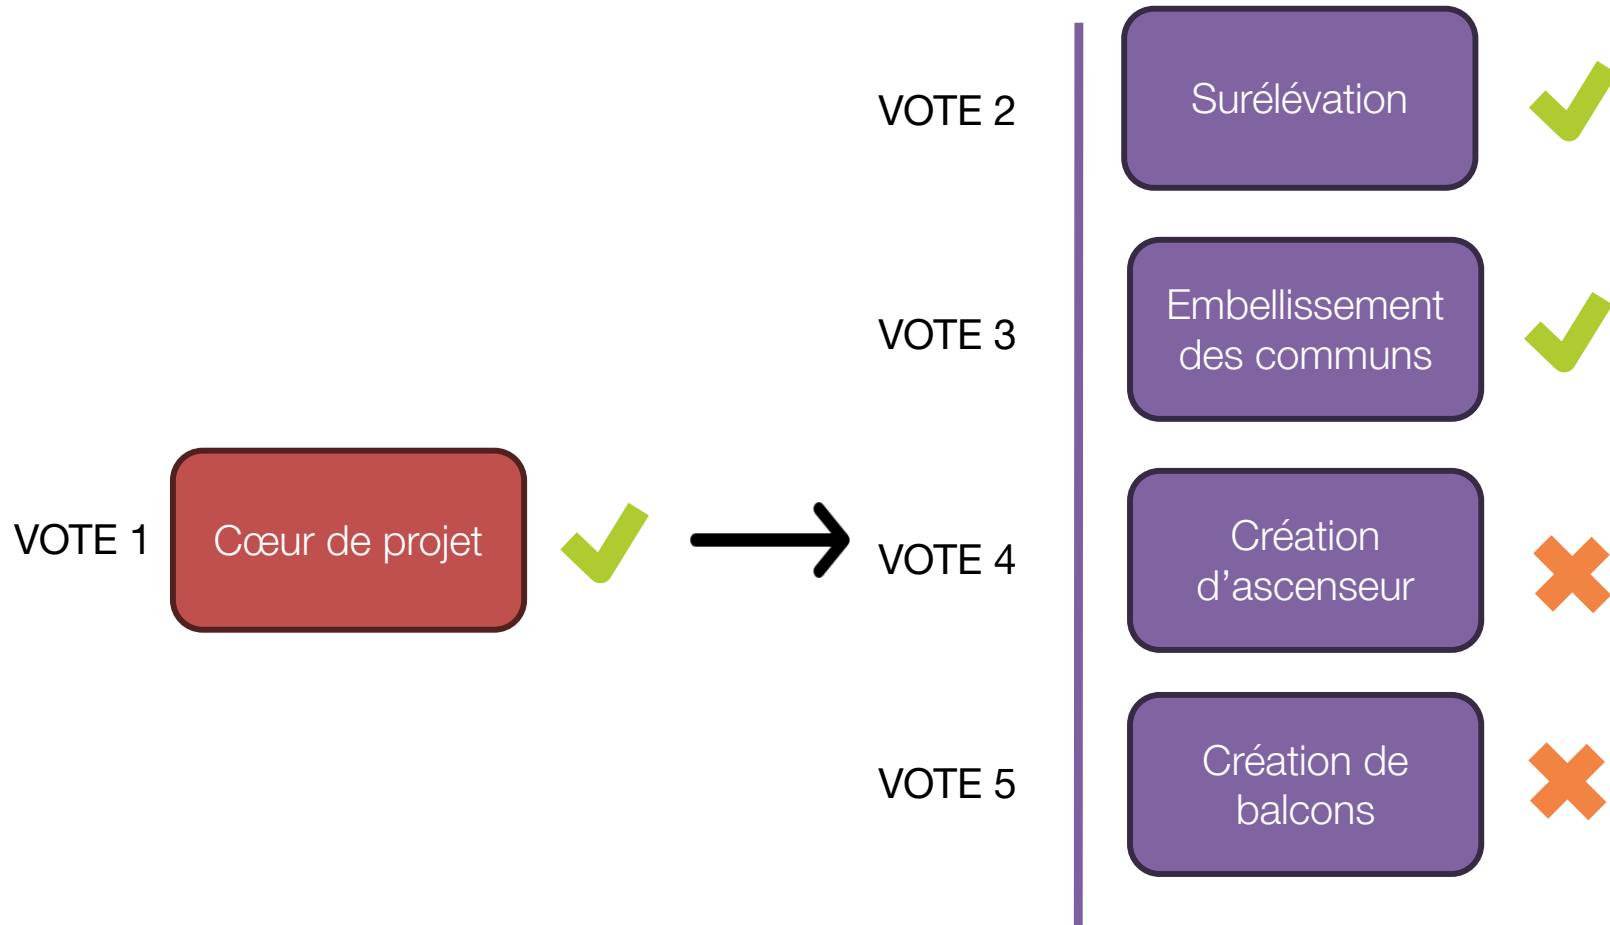 VOTE 1
Cœur de projet
VOTE 2
Surélévation
VOTE 3
Embellissement
des communs
VOTE 4
Création
d’ascenseur
VOTE 5
Création de
balcons